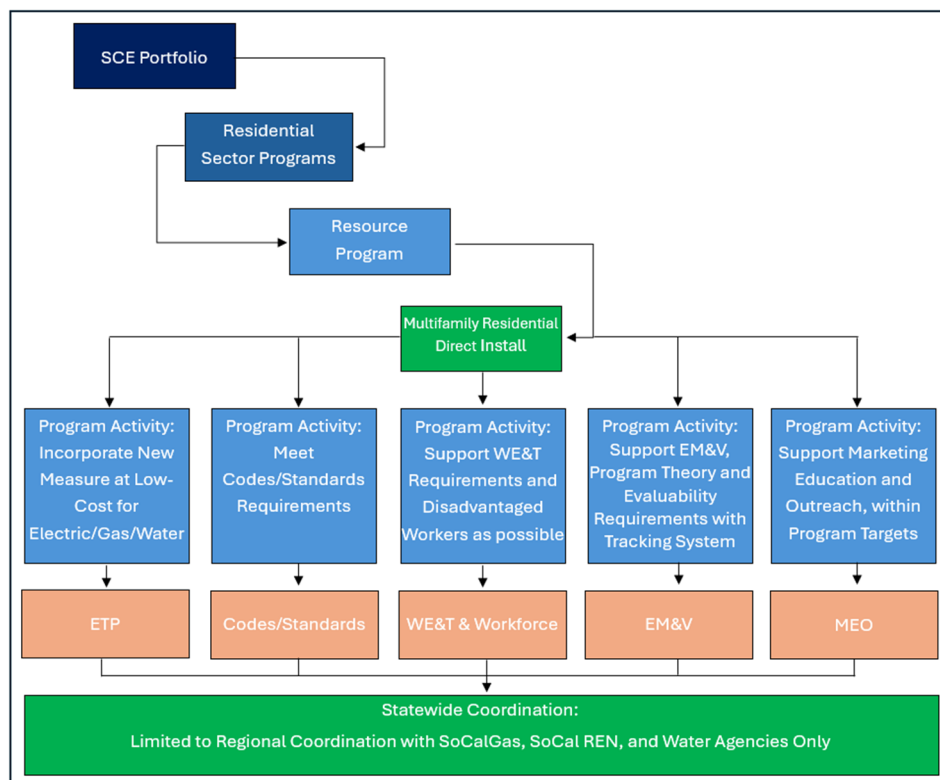 SCE Portfolio
Residential
Sector Programs
Resource
Program
Multifamily Residential
Direct Install
Program Activity:
Incorporate New
Measure at Low-
Cost for
Electric/Gas/Water
Program Activity:
Meet
Codes/Standards
Requirements
Program Activity:
Support WE&T
Requirements and
Disadvantaged
Workers as possible
Program Activity:
Support EM&V,
Program Theory and
Evaluability
Requirements with
Tracking System
Program Activity:
Support Marketing
Education and
Outreach, within
Program Targets
ETP
Codes/Standards
WE&T & Workforce
EM&V
MEO
Statewide Coordination:
Limited to Regional Coordination with SoCalGas, SoCal REN, and Water Agencies Only